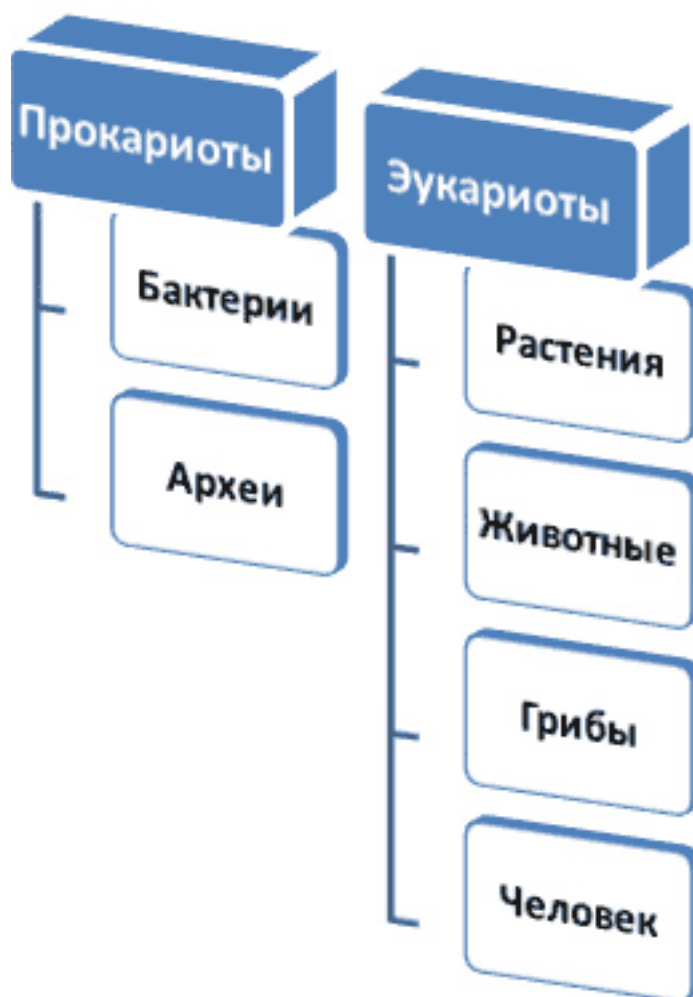 Прокариоты
Бактерии
Археи
Эукариоты
Растения
Животные
Грибы
Человек